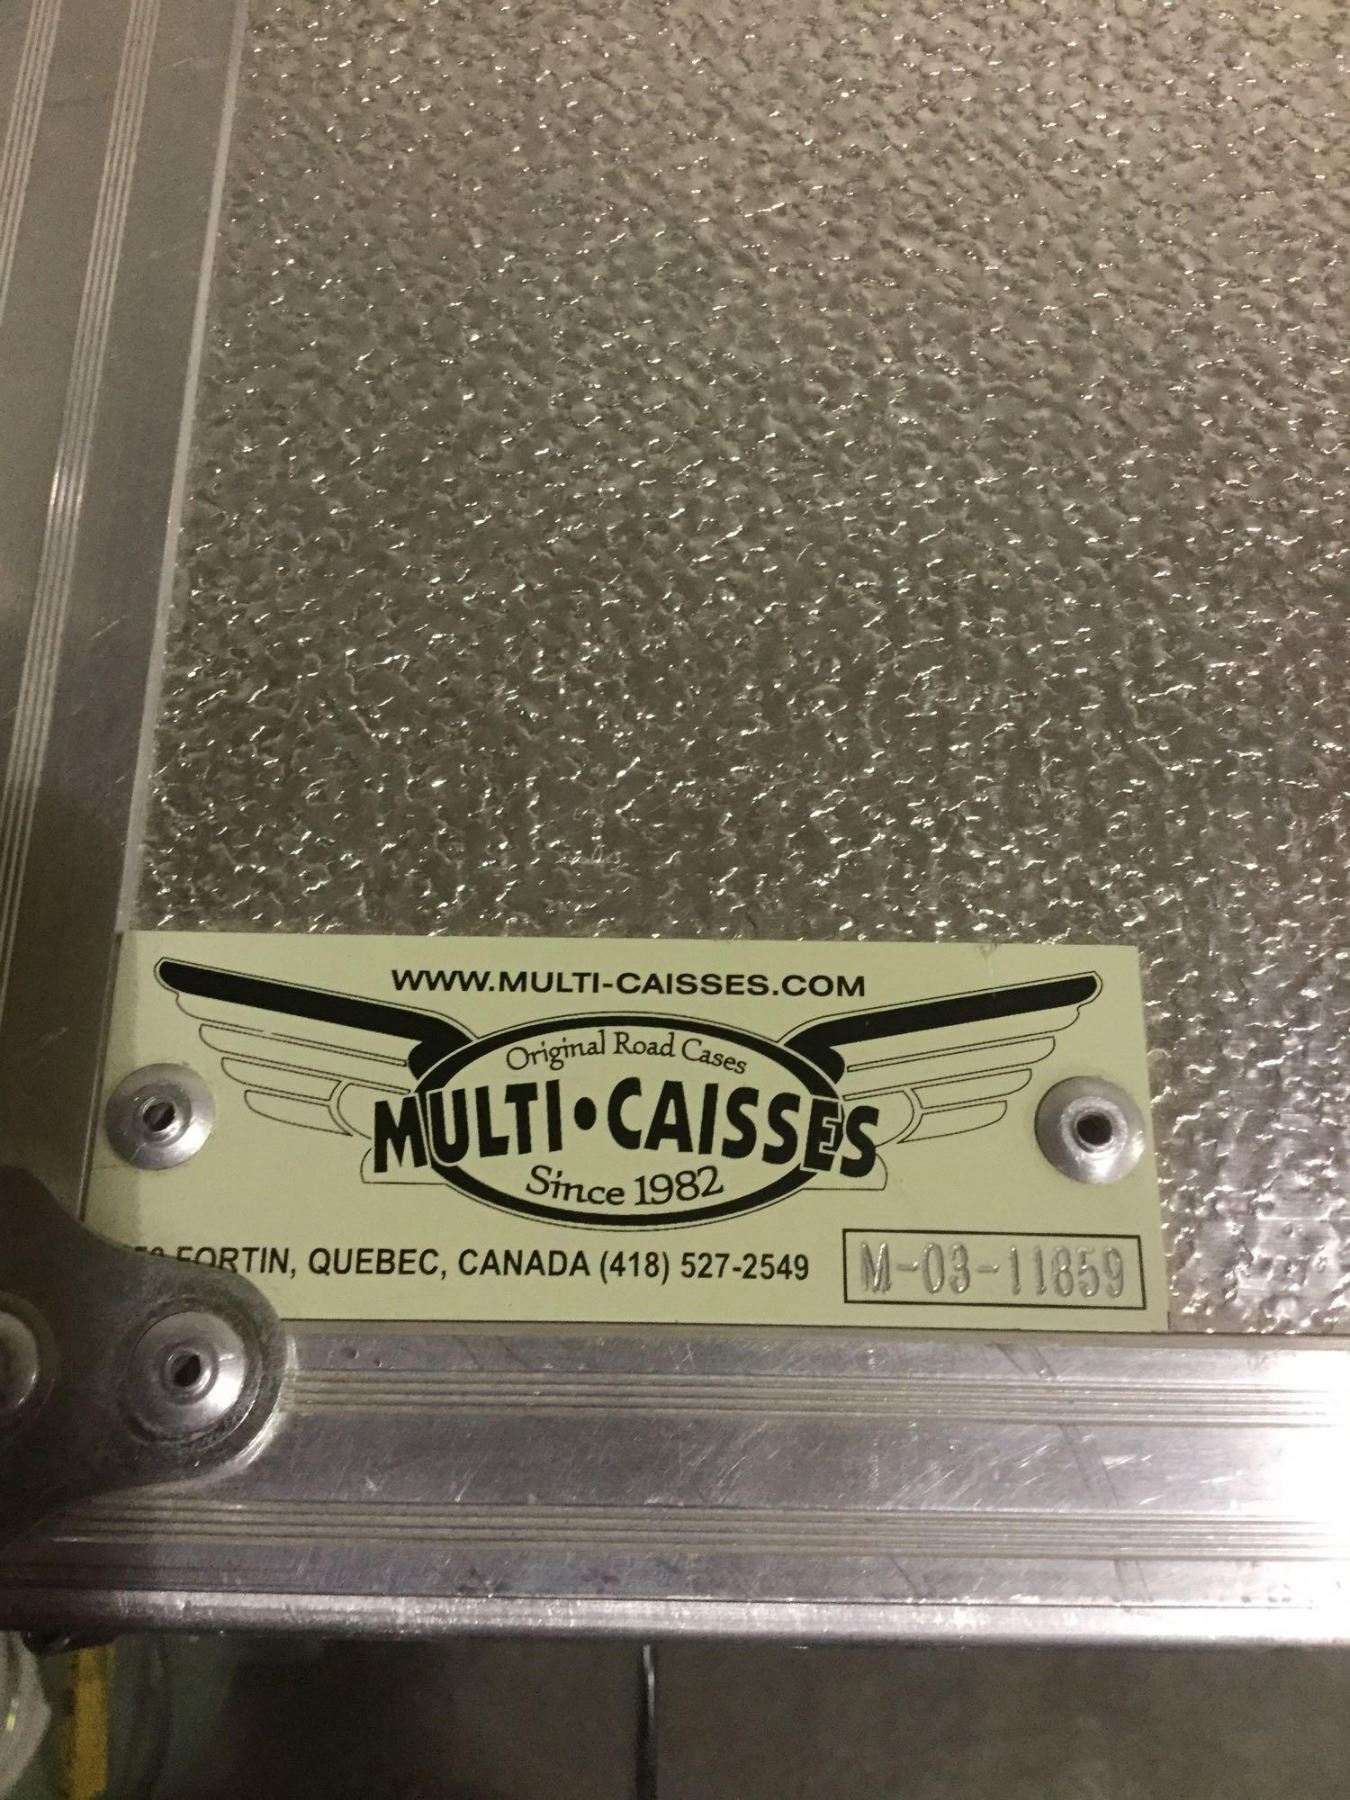 WWW.MULTI-CAISSES.COM
Original Road Cases
MULTI•CAISSES
Since 1982
FORTIN, QUEBEC, CANADA (418) 527-2549
M-03-11859